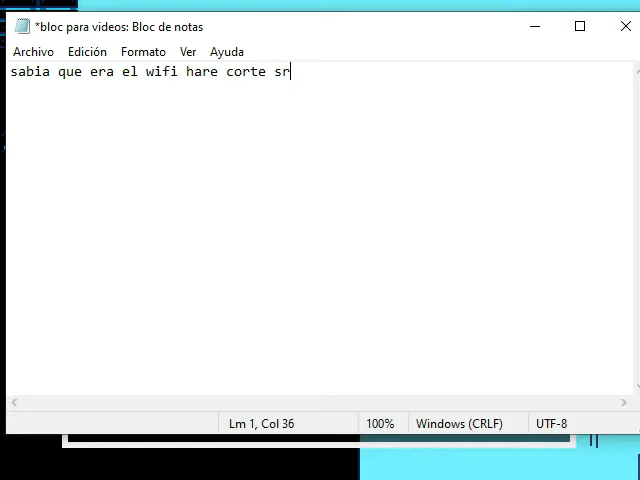 *bloc para videos: Bloc de notas
Archivo Edición Formato Ver Ayuda
sabia que era el wifi hare corte sr
Lm 1, Col 36 100% Windows (CRLF) UTF-8